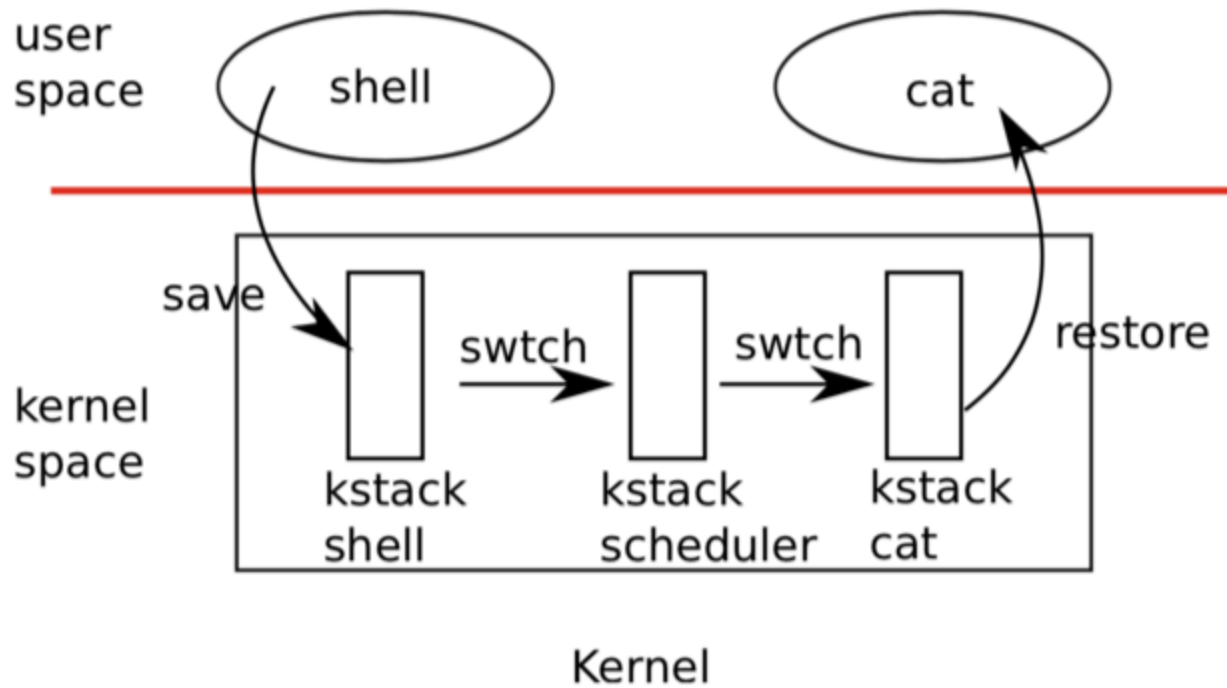 user
space
shell
cat
save
swtch
swtch
restore
kernel
space
kstack
shell
kstack
scheduler
kstack
cat
Kernel